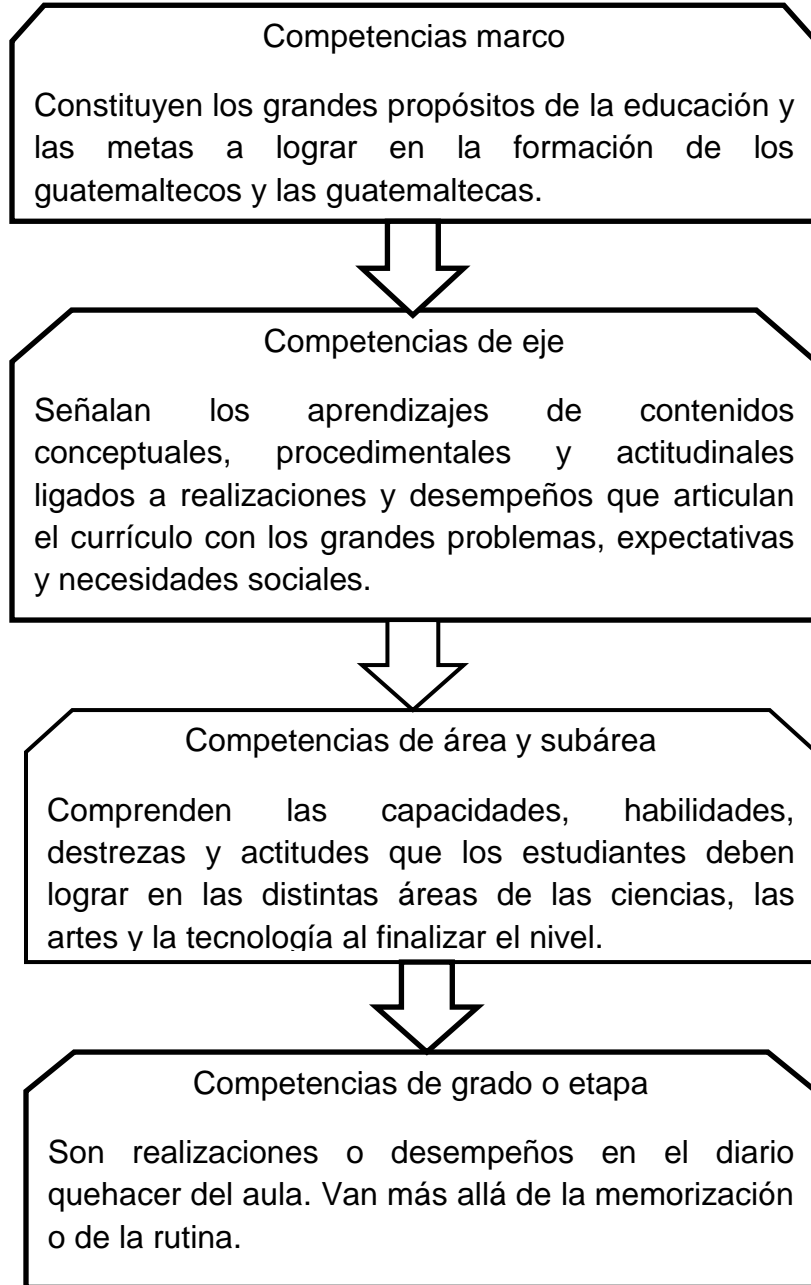 Competencias marco
Constituyen los grandes propósitos de la educación y
las metas a lograr en la formación de los
guatemaltecos y las guatemaltecas.
Competencias de eje
Señalan los aprendizajes de contenidos
conceptuales, procedimentales y actitudinales
ligados a realizaciones y desempeños que articulan
el currículo con los grandes problemas, expectativas
y necesidades sociales.
Competencias de área y subárea
Comprenden las capacidades, habilidades,
destrezas y actitudes que los estudiantes deben
lograr en las distintas áreas de las ciencias, las
artes y la tecnología al finalizar el nivel.
Competencias de grado o etapa
Son realizaciones o desempeños en el diario
quehacer del aula. Van más allá de la memorización
o de la rutina.